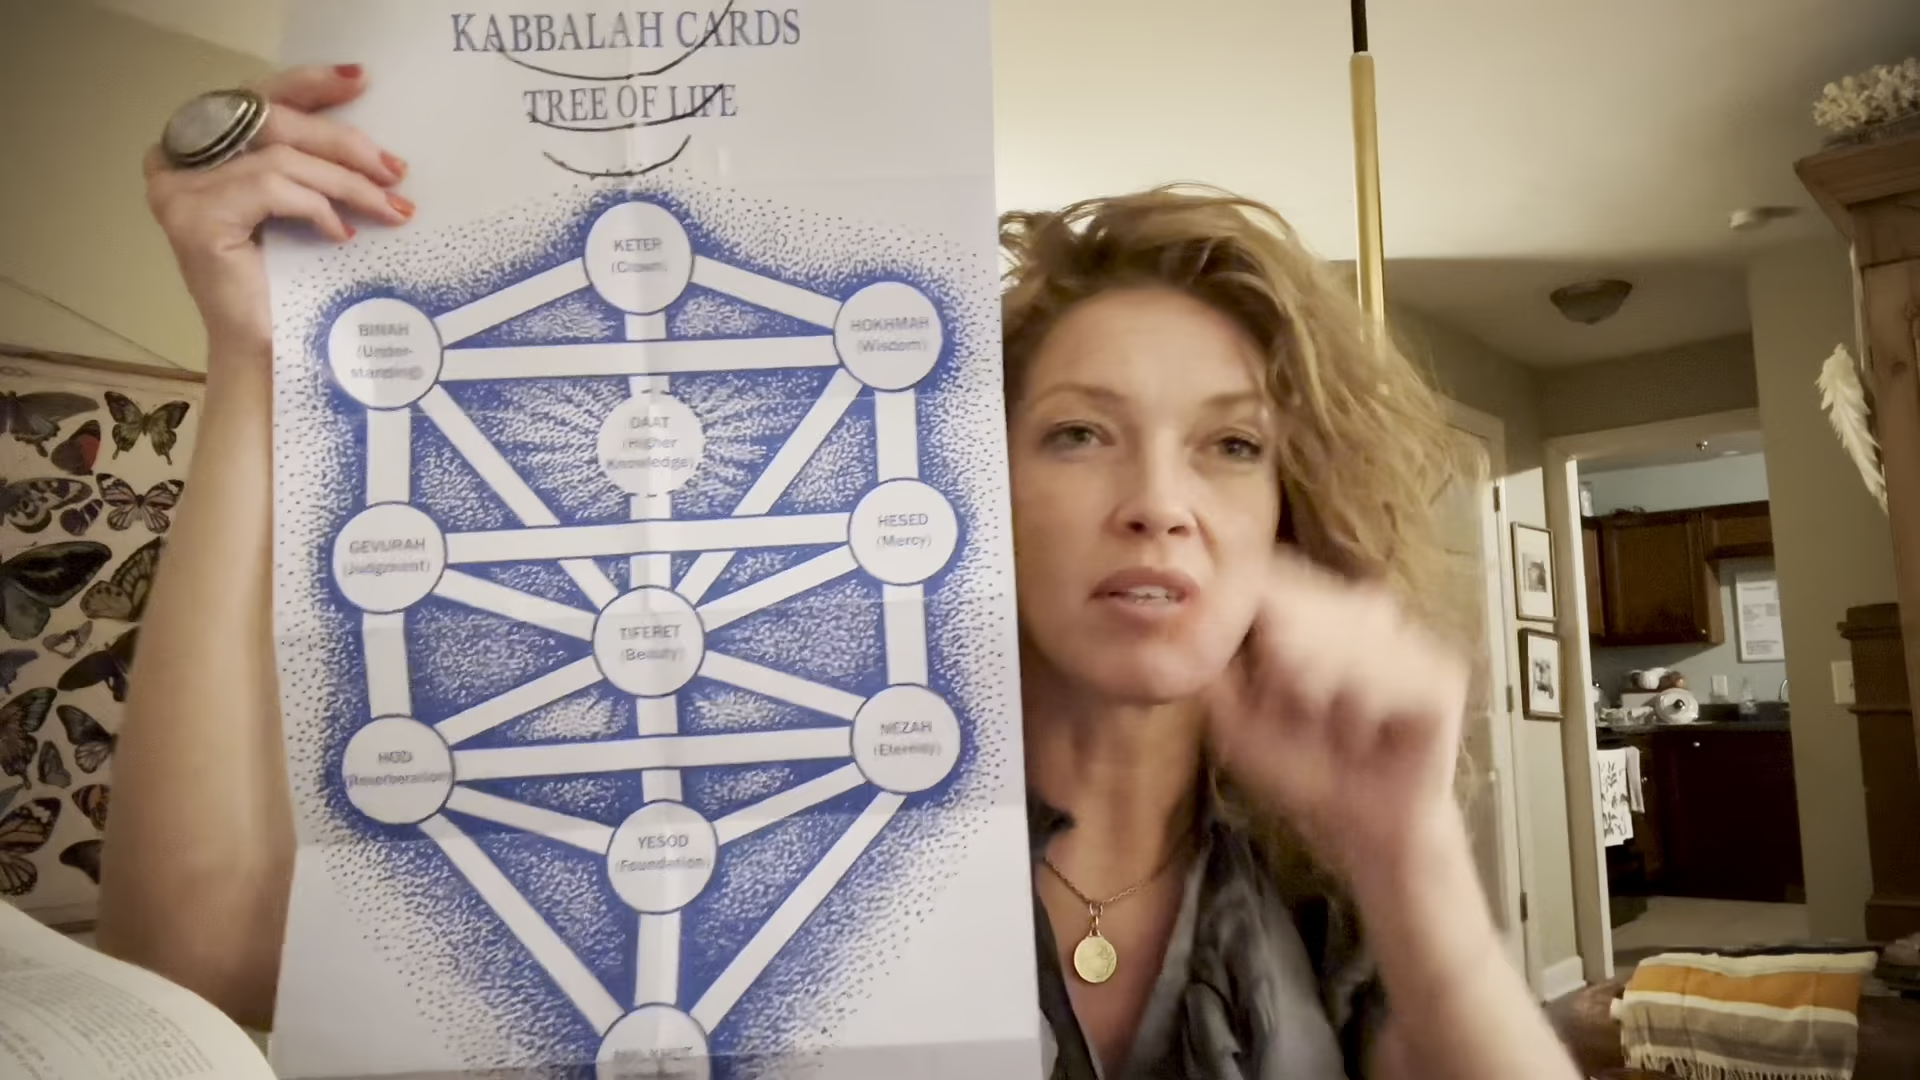 KABBALAH CARDS
TREE OF LIFE
KETER
(Crown)
BINAH
(Under-
standing)
HOKHMAH
(Wisdom)
DAAT
(Higher
Knowledge)
GEVURAH
(Judgment)
HESED
(Mercy)
TIFERET
(Beauty)
HOD
(Reverberation)
NEZAH
(Eternity)
YESOD
(Foundation)
MALKHUT